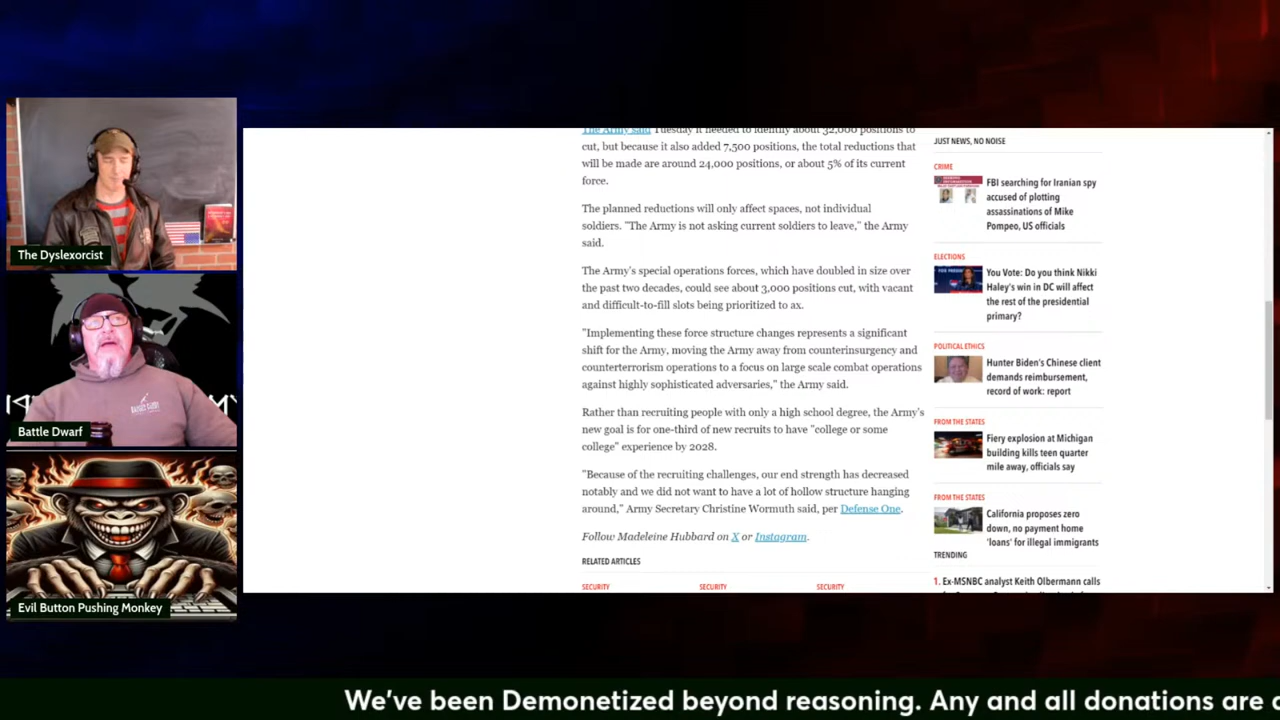 The Army said Tuesday it needed to identify about 32,000 positions to
cut, but because it also added 7,500 positions, the total reductions that
will be made are around 24,000 positions, or about 5% of its current
force.
The planned reductions will only affect spaces, not individual
soldiers. "The Army is not asking current soldiers to leave," the Army
said.
The Army's special operations forces, which have doubled in size over
the past two decades, could see about 3,000 positions cut, with vacant
and difficult-to-fill slots being prioritized to ax.
"Implementing these force structure changes represents a significant
shift for the Army, moving the Army away from counterinsurgency and
counterterrorism operations to a focus on large scale combat operations
against highly sophisticated adversaries," the Army said.
Rather than recruiting people with only a high school degree, the Army's
new goal is for one-third of new recruits to have "college or some
college" experience by 2028.
"Because of the recruiting challenges, our end strength has decreased
notably and we did not want to have a lot of hollow structure hanging
around," Army Secretary Christine Wormuth said, per Defense One.
Follow Madeleine Hubbard on X or Instagram.
RELATED ARTICLES
SECURITY
SECURITY
SECURITY
JUST NEWS, NO NOISE
CRIME
FBI searching for Iranian spy
accused of plotting
assassinations of Mike
Pompeo, US officials
ELECTIONS
You Vote: Do you think Nikki
Haley's win in DC will affect
the rest of the presidential
primary?
POLITICAL ETHICS
Hunter Biden's Chinese client
demands reimbursement,
record of work: report
FROM THE STATES
Fiery explosion at Michigan
building kills teen quarter
mile away, officials say
FROM THE STATES
California proposes zero
down, no payment home
'loans' for illegal immigrants
TRENDING
1. Ex-MSNBC analyst Keith Olbermann calls
The Dyslexorcist
Battle Dwarf
Evil Button Pushing Monkey
We've been Demonetized beyond reasoning. Any and all donations are